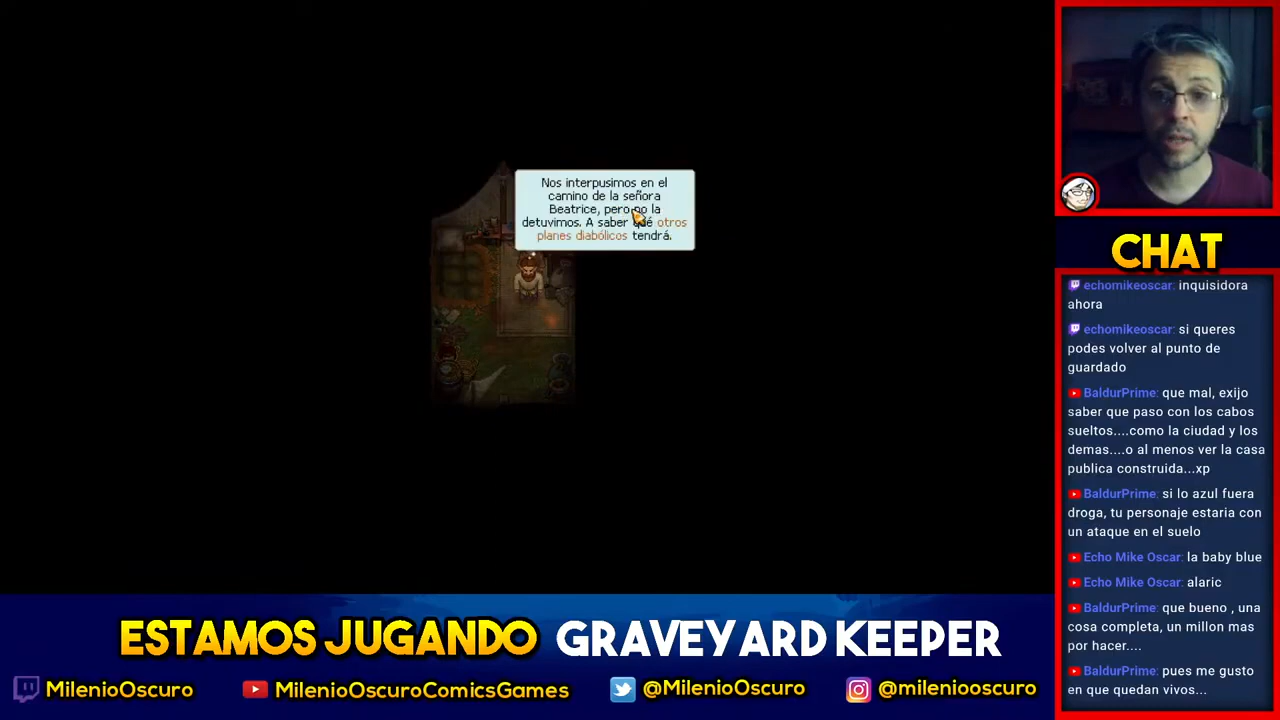 Nos interpusimos en el
camino de la señora
Beatrice, pero no la
detuvimos. A saber qué otros
planes diabólicos tendrá.
CHAT
echomikeoscar: inquisidora
ahora
echomikeoscar: si queres
podes volver al punto de
guardado
BaldurPrime: que mal, exijo
saber que paso con los cabos
sueltos....como la ciudad y los
demas....o al menos ver la casa
publica construida...xp
BaldurPrime: si lo azul fuera
droga, tu personaje estaria con
un ataque en el suelo
Echo Mike Oscar: la baby blue
Echo Mike Oscar: alaric
BaldurPrime: que bueno , una
cosa completa, un millon mas
por hacer....
BaldurPrime: pues me gusto
en que quedan vivos...
ESTAMOS JUGANDO GRAVEYARD KEEPER
MilenioOscuro MilenioOscuroComicsGames @MilenioOscuro @mileniooscuro